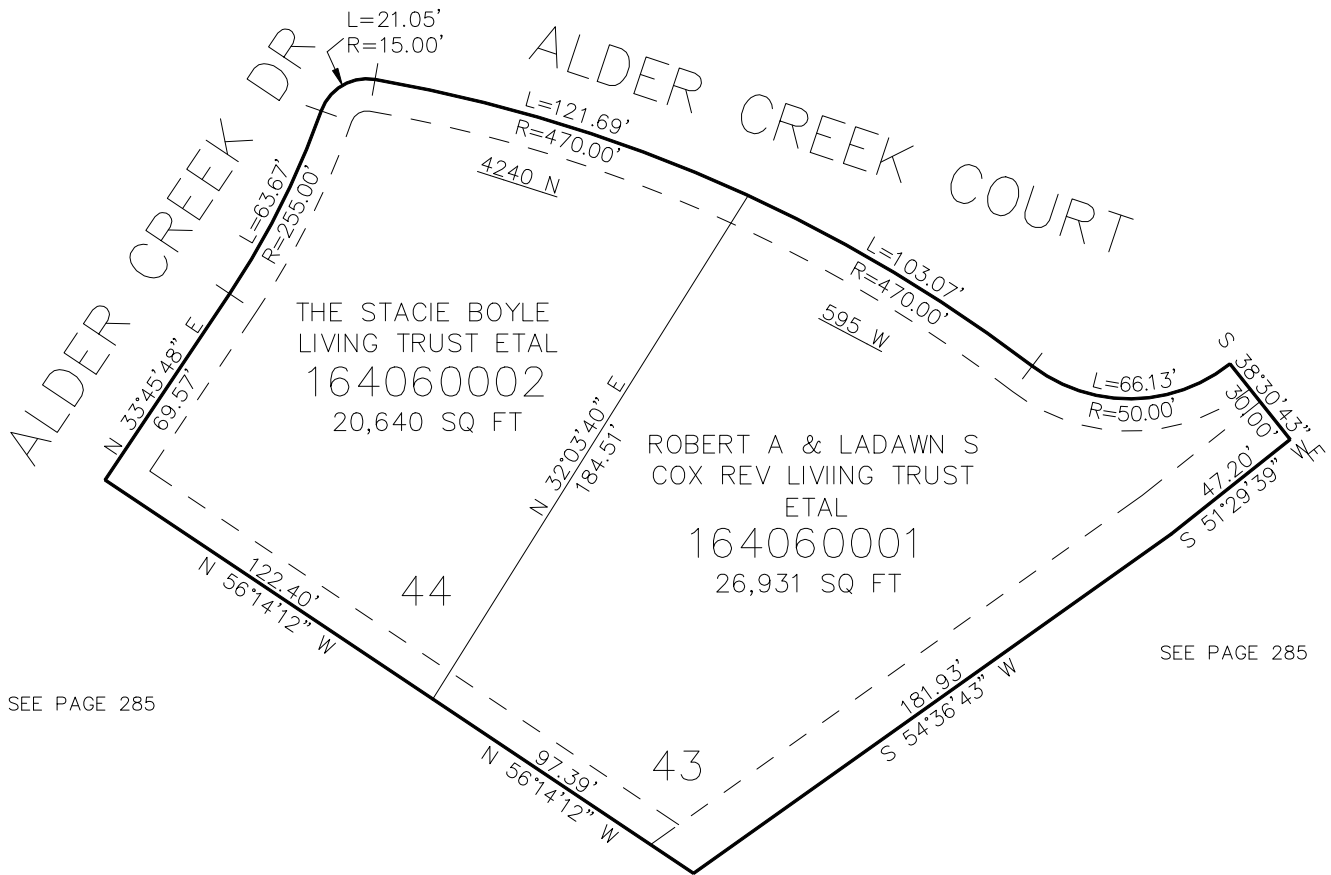 L=21.05'
R=15.00'
ALDER CREEK DR
ALDER CREEK COURT
L=121.69'
R=470.00'
4240 N
L=63.67'
R=255.00'
L=103.07'
R=470.00'
595 W
THE STACIE BOYLE
LIVING TRUST ETAL
164060002
20,640 SQ FT
N 33°45'48" E
69.57'
L=66.13'
R=50.00'
S 38°30'43" E
30.00'
N 32°03'40" E
184.51'
ROBERT A & LADAWN S
COX REV LIVIING TRUST
ETAL
164060001
26,931 SQ FT
47.20'
S 51°29'39" W
122.40'
N 56°14'12" W
44
181.93'
S 54°36'43" W
SEE PAGE 285
SEE PAGE 285
97.39'
N 56°14'12" W
43